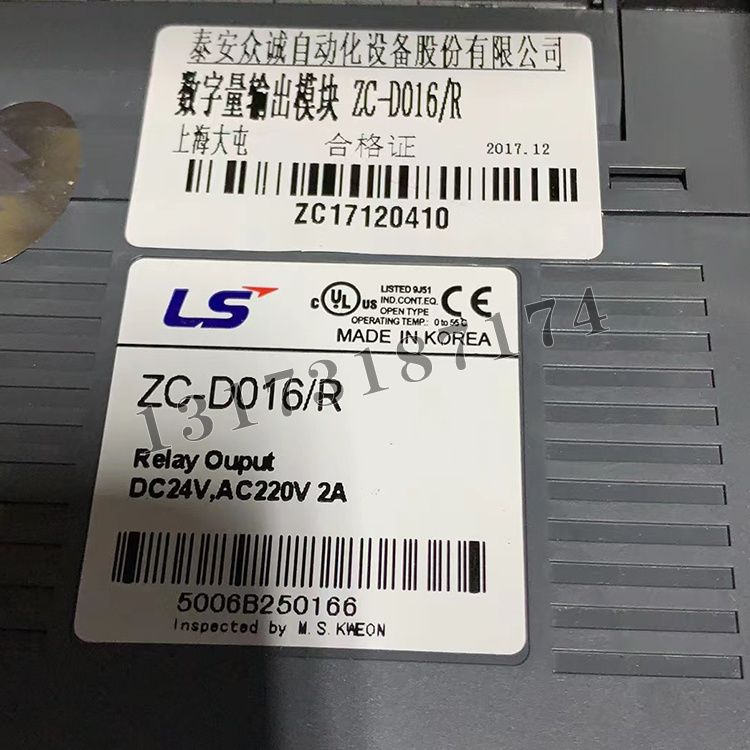 泰安众诚自动化设备股份有限公司
数字量输出模块 ZC-D016/R
上海大屯 合格证 2017.12
ZC17120410
LS
c UL US LISTED 9J51
IND.CONT.EQ.
OPEN TYPE
OPERATING TEMP.: 0 to 55 C
CE
MADE IN KOREA
13173187174
ZC-D016/R
Relay Ouput
DC24V,AC220V 2A
5006B250166
Inspected by M.S.KWEON